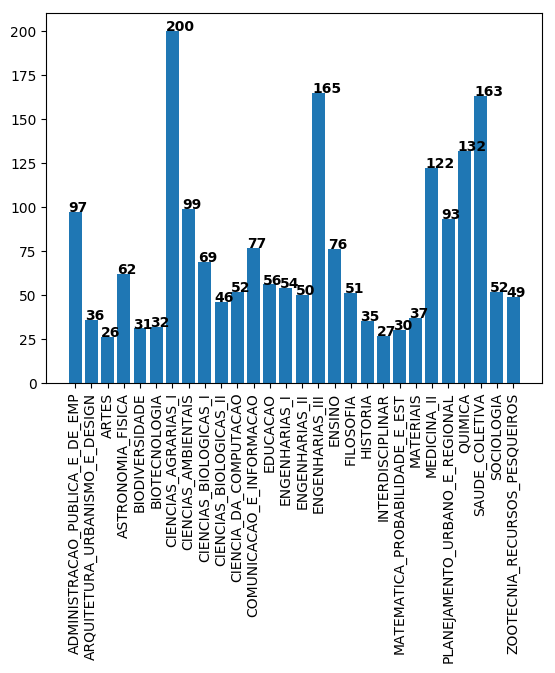 200
175
150
125
100
75
50
25
0
97
36
26
62
31
32
200
99
69
46
52
77
56
54
50
165
76
51
35
27
30
37
122
93
132
163
52
49
ADMINISTRACAO_PUBLICA_E_DE_EMP
ARQUITETURA_URBANISMO_E_DESIGN
ARTES
ASTRONOMIA_FISICA
BIODIVERSIDADE
BIOTECNOLOGIA
CIENCIAS_AGRARIAS_I
CIENCIAS_AMBIENTAIS
CIENCIAS_BIOLOGICAS_I
CIENCIAS_BIOLOGICAS_II
CIENCIA_DA_COMPUTACAO
COMUNICACAO_E_INFORMACAO
EDUCACAO
ENGENHARIAS_I
ENGENHARIAS_II
ENGENHARIAS_III
ENSINO
FILOSOFIA
HISTORIA
INTERDISCIPLINAR
MATEMATICA_PROBABILIDADE_E_EST
MATERIAIS
MEDICINA_II
PLANEJAMENTO_URBANO_E_REGIONAL
QUIMICA
SAUDE_COLETIVA
SOCIOLOGIA
ZOOTECNIA_RECURSOS_PESQUEIROS